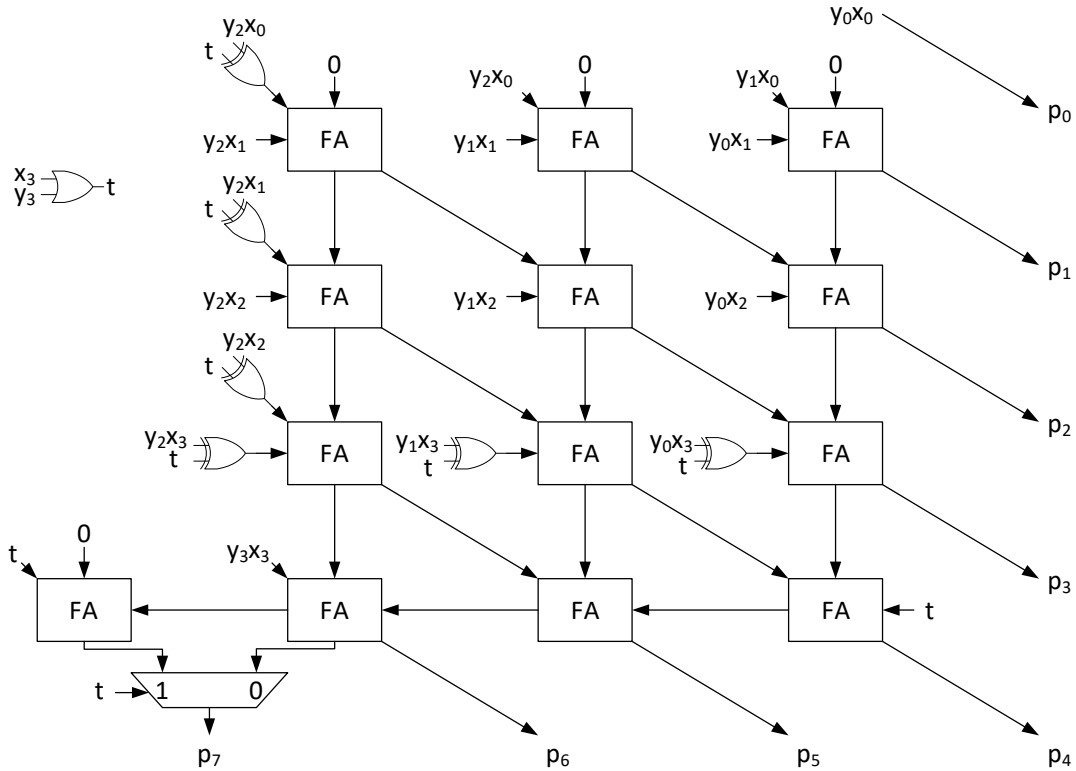 y₂x₀ y₀x₀
t 0 0 0
y₂x₀ y₁x₀
p₀
y₂x₁ FA y₁x₁ FA y₀x₁ FA
x₃
y₃ t
y₂x₁
t
p₁
y₂x₂ FA y₁x₂ FA y₀x₂ FA
y₂x₂
t
p₂
y₂x₃ y₁x₃ y₀x₃
t FA t FA t FA
0
t y₃x₃
p₃
FA FA FA FA t
t 1 0
p₇ p₆ p₅ p₄